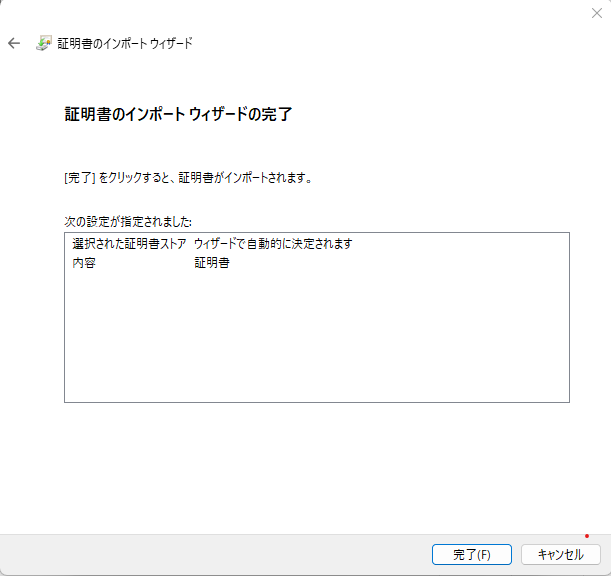 証明書のインポート ウィザード
証明書のインポート ウィザードの完了
[完了] をクリックすると、証明書がインポートされます。
次の設定が指定されました:
選択された証明書ストア ウィザードで自動的に決定されます
内容 証明書
完了(F) キャンセル